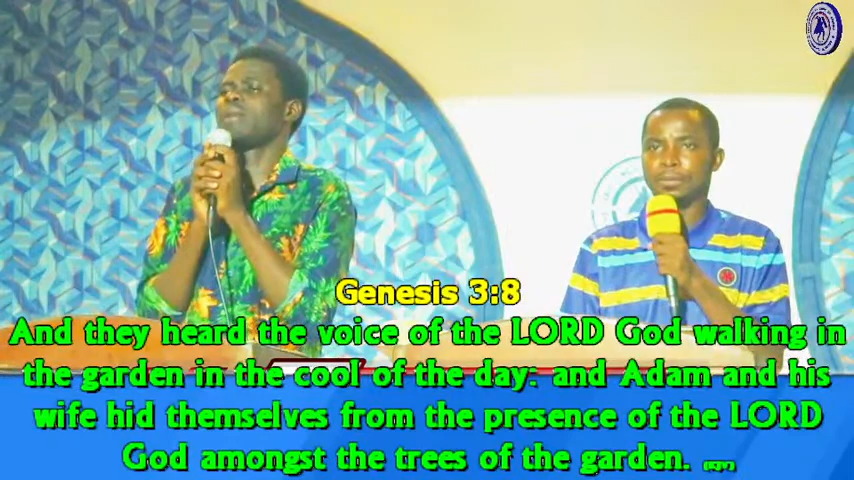 Genesis 3:8
And they heard the voice of the LORD God walking in
the garden in the cool of the day: and Adam and his
wife hid themselves from the presence of the LORD
God amongst the trees of the garden. (KJV)